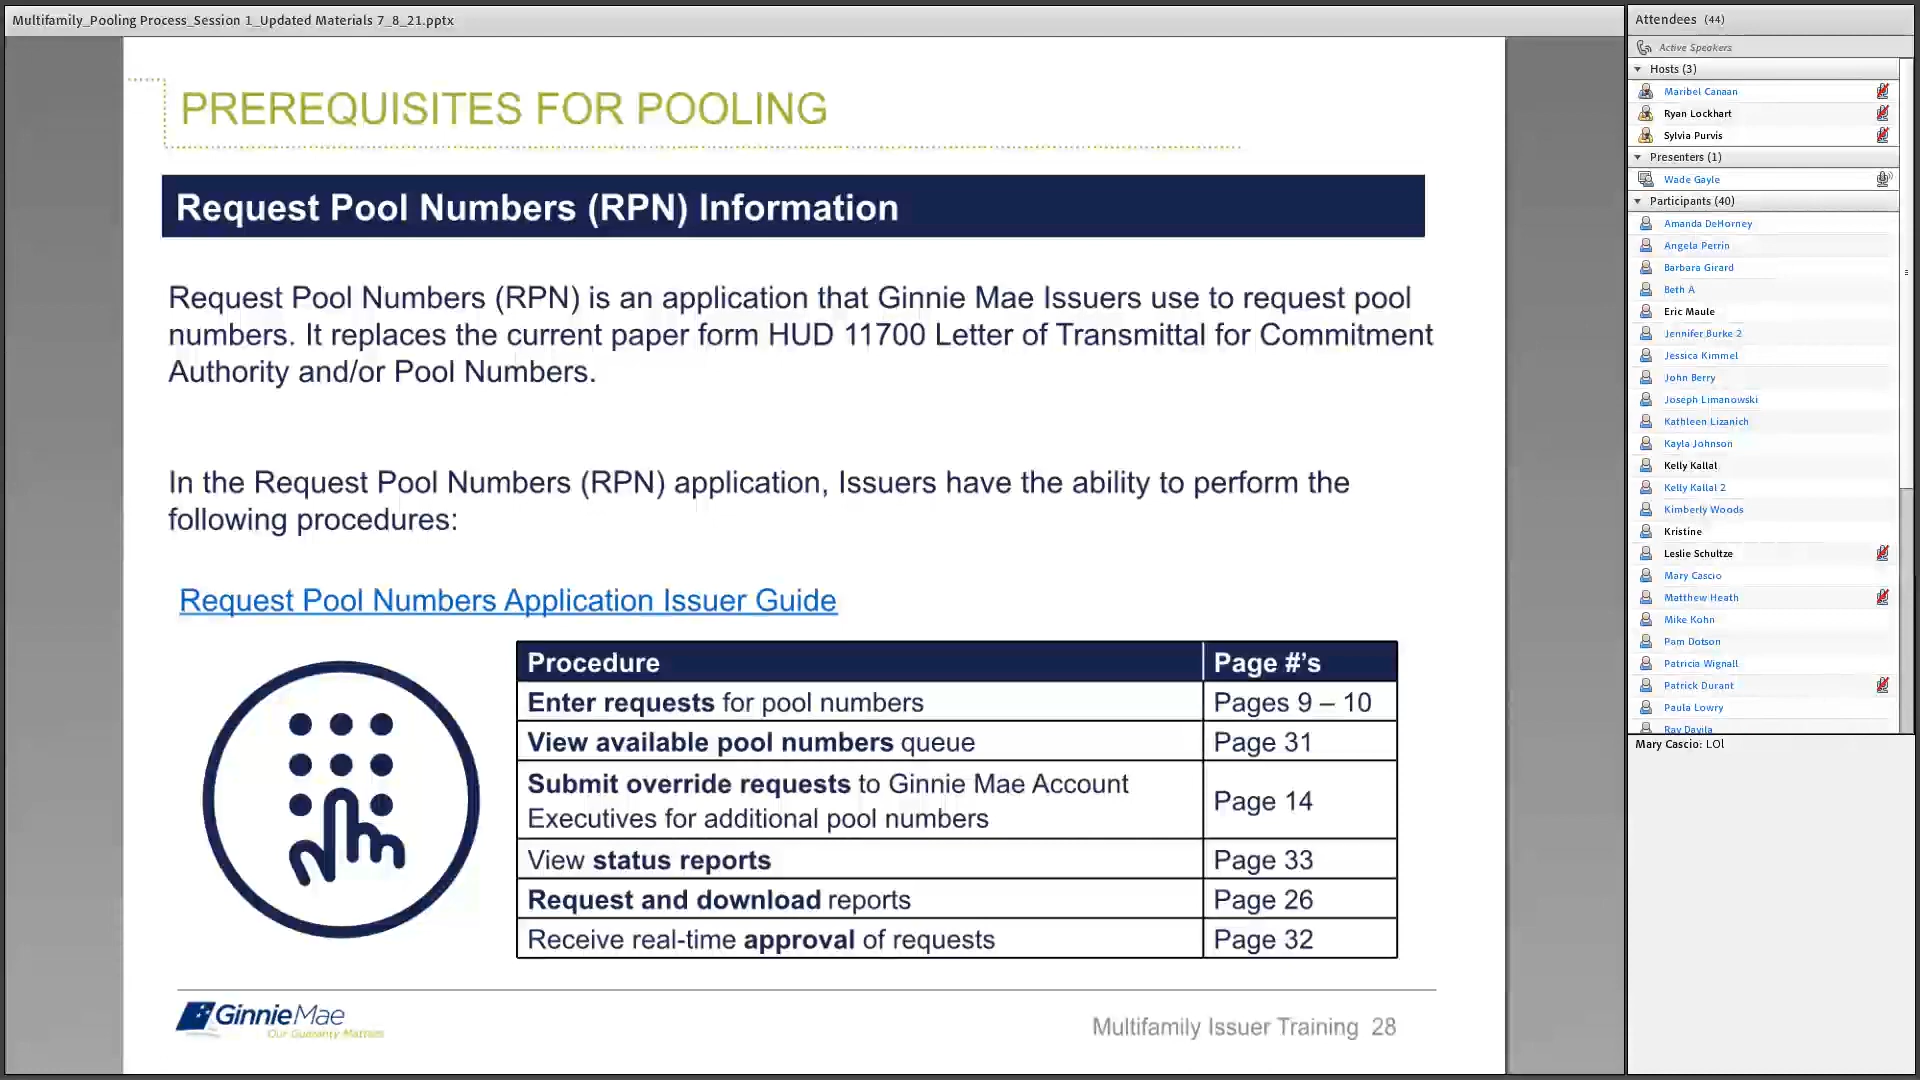 Multifamily_Pooling Process_Session 1_Updated Materials 7_8_21.pptx
PREREQUISITES FOR POOLING
Request Pool Numbers (RPN) Information
Request Pool Numbers (RPN) is an application that Ginnie Mae Issuers use to request pool
numbers. It replaces the current paper form HUD 11700 Letter of Transmittal for Commitment
Authority and/or Pool Numbers.
In the Request Pool Numbers (RPN) application, Issuers have the ability to perform the
following procedures:
Request Pool Numbers Application Issuer Guide
Procedure Page #’s
Enter requests for pool numbers Pages 9 – 10
View available pool numbers queue Page 31
Submit override requests to Ginnie Mae Account
Executives for additional pool numbers Page 14
View status reports Page 33
Request and download reports Page 26
Receive real-time approval of requests Page 32
GinnieMae
Our Guaranty Matters
Multifamily Issuer Training 28
Attendees (44)
Active Speakers
Hosts (3)
Maribel Canaan
Ryan Lockhart
Sylvia Purvis
Presenters (1)
Wade Gayle
Participants (40)
Amanda DeHorney
Angela Perrin
Barbara Girard
Beth A
Eric Maule
Jennifer Burke 2
Jessica Kimmel
John Berry
Joseph Limanowski
Kathleen Lizanich
Kayla Johnson
Kelly Kallal
Kelly Kallal 2
Kimberly Woods
Kristine
Leslie Schultze
Mary Cascio
Matthew Heath
Mike Kohn
Pam Dotson
Patricia Wignall
Patrick Durant
Paula Lowry
Ray Davila
Mary Cascio: LOl